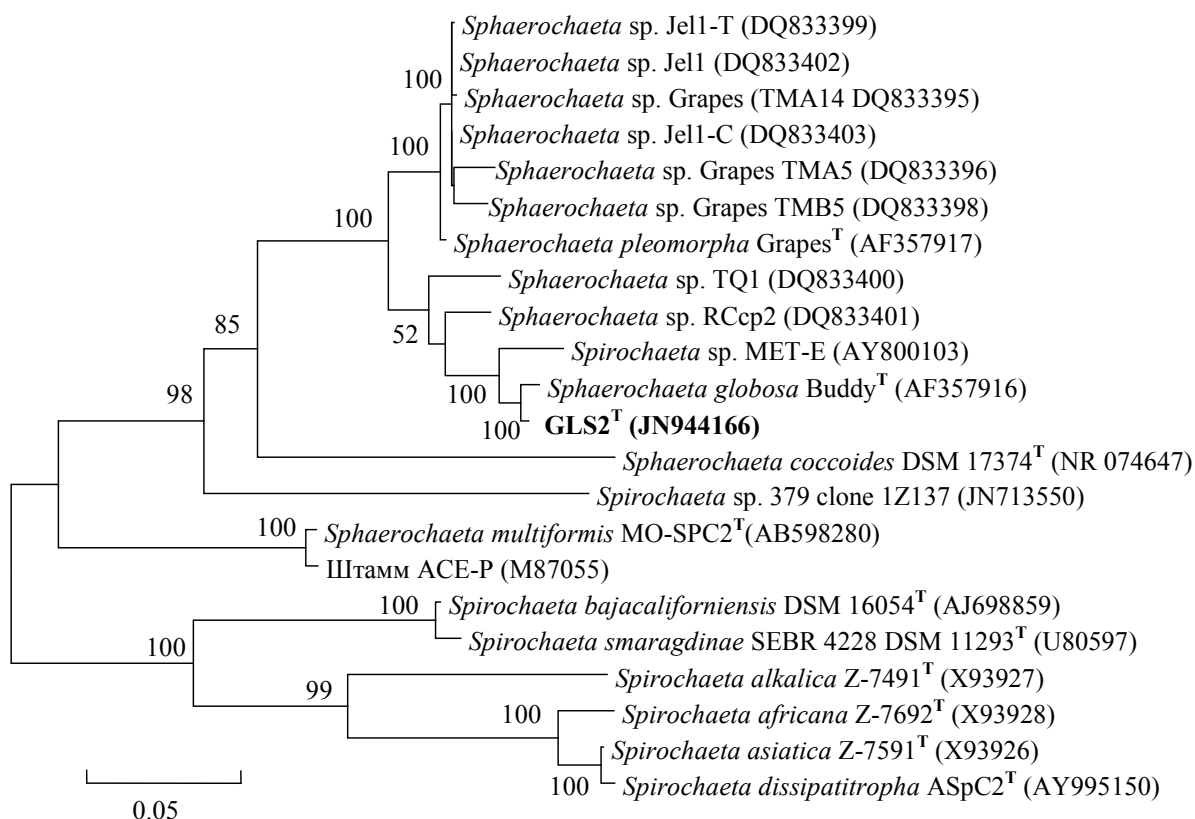 Sphaerochaeta sp. Jel1-T (DQ833399)
Sphaerochaeta sp. Jel1 (DQ833402)
100
Sphaerochaeta sp. Grapes (TMA14 DQ833395)
Sphaerochaeta sp. Jel1-C (DQ833403)
100
Sphaerochaeta sp. Grapes TMA5 (DQ833396)
Sphaerochaeta sp. Grapes TMB5 (DQ833398)
100
Sphaerochaeta pleomorpha Grapesᵀ (AF357917)
Sphaerochaeta sp. TQ1 (DQ833400)
85
52
Sphaerochaeta sp. RCcp2 (DQ833401)
Spirochaeta sp. MET-E (AY800103)
98
100
Sphaerochaeta globosa Buddyᵀ (AF357916)
100
GLS2ᵀ (JN944166)
Sphaerochaeta coccoides DSM 17374ᵀ (NR 074647)
Spirochaeta sp. 379 clone 1Z137 (JN713550)
100
Sphaerochaeta multiformis MO-SPC2ᵀ(AB598280)
Штамм ACE-P (M87055)
100
Spirochaeta bajacaliforniensis DSM 16054ᵀ (AJ698859)
100
Spirochaeta smaragdinae SEBR 4228 DSM 11293ᵀ (U80597)
99
Spirochaeta alkalica Z-7491ᵀ (X93927)
100
Spirochaeta africana Z-7692ᵀ (X93928)
Spirochaeta asiatica Z-7591ᵀ (X93926)
100
Spirochaeta dissipatitropha ASpC2ᵀ (AY995150)
0.05